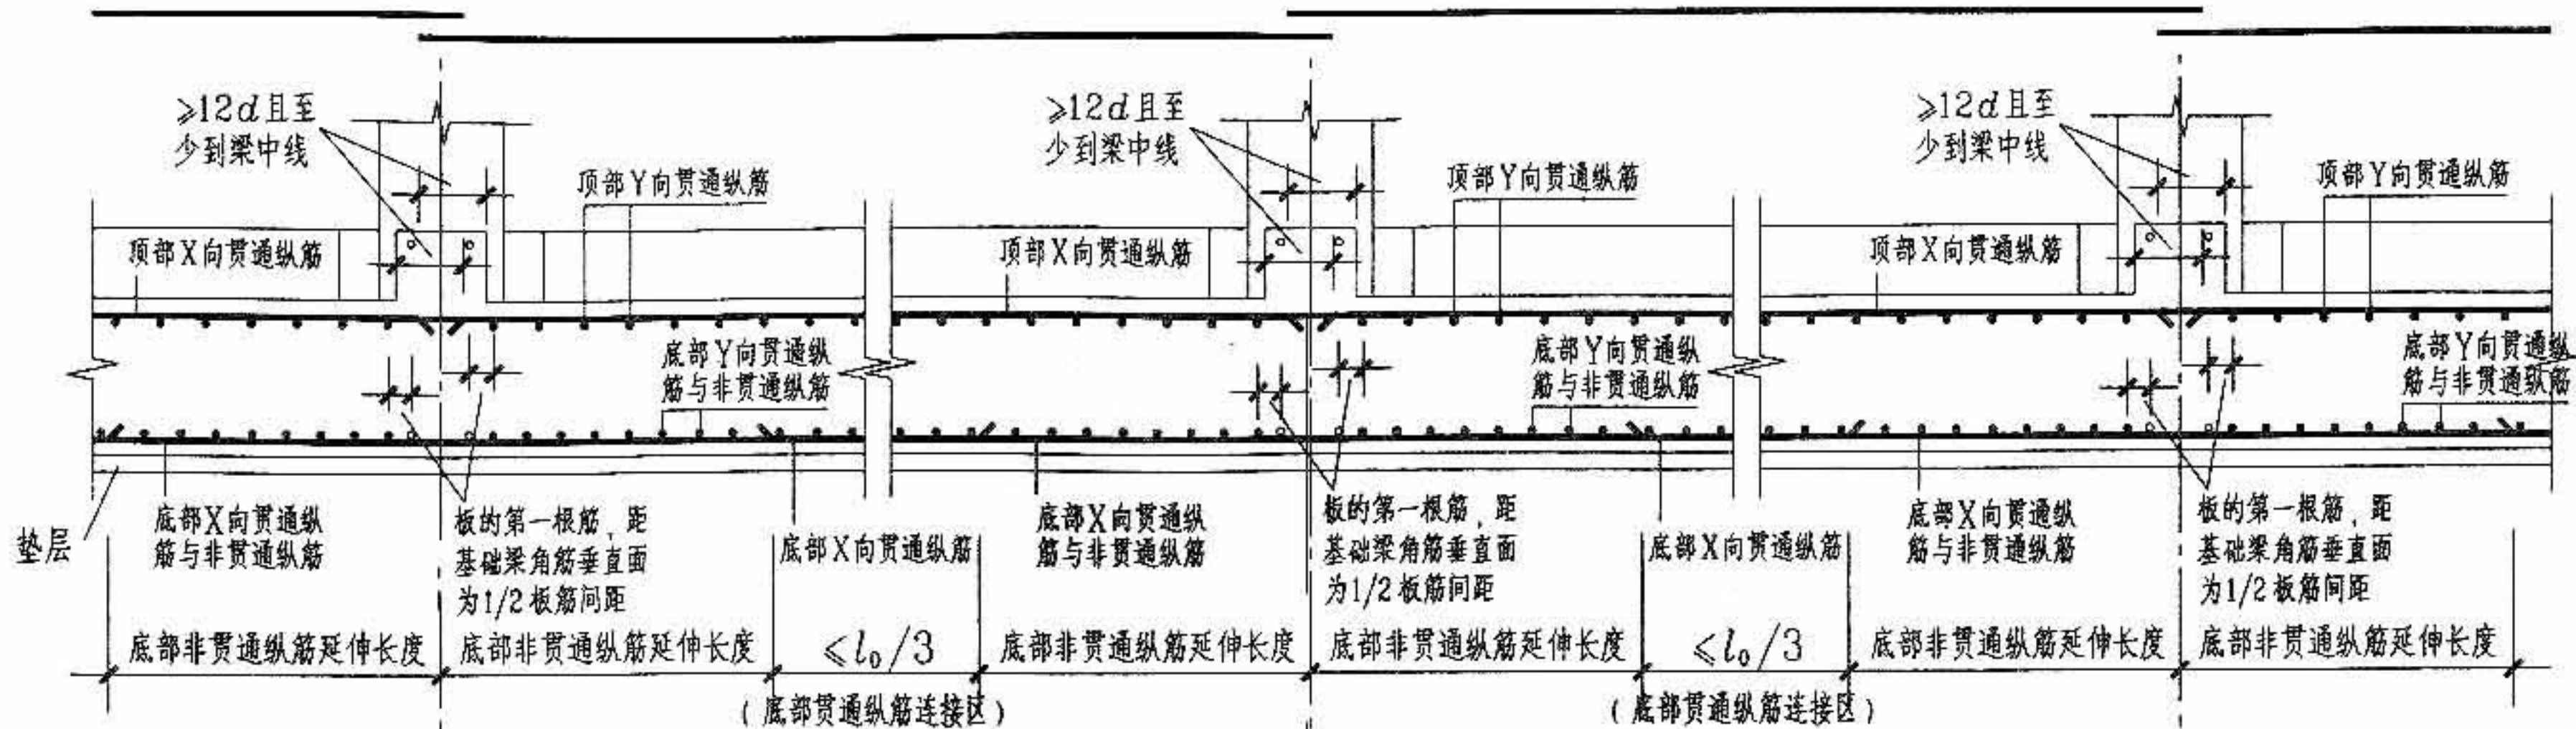 ≥12d且至
少到梁中线
≥12d且至
少到梁中线
≥12d且至
少到梁中线
顶部Y向贯通纵筋
顶部Y向贯通纵筋
顶部Y向贯通纵筋
顶部X向贯通纵筋
顶部X向贯通纵筋
顶部X向贯通纵筋
底部Y向贯通纵
筋与非贯通纵筋
底部Y向贯通纵
筋与非贯通纵筋
底部Y向贯通纵
筋与非贯通纵筋
垫层
底部X向贯通纵
筋与非贯通纵筋
板的第一根筋，距
基础梁角筋垂直面
为1/2板筋间距
底部X向贯通纵筋
底部X向贯通纵
筋与非贯通纵筋
板的第一根筋，距
基础梁角筋垂直面
为1/2板筋间距
底部X向贯通纵筋
底部X向贯通纵
筋与非贯通纵筋
板的第一根筋，距
基础梁角筋垂直面
为1/2板筋间距
底部非贯通纵筋延伸长度
底部非贯通纵筋延伸长度
≤l₀/3
底部非贯通纵筋延伸长度
底部非贯通纵筋延伸长度
≤l₀/3
底部非贯通纵筋延伸长度
底部非贯通纵筋延伸长度
（底部贯通纵筋连接区）
（底部贯通纵筋连接区）